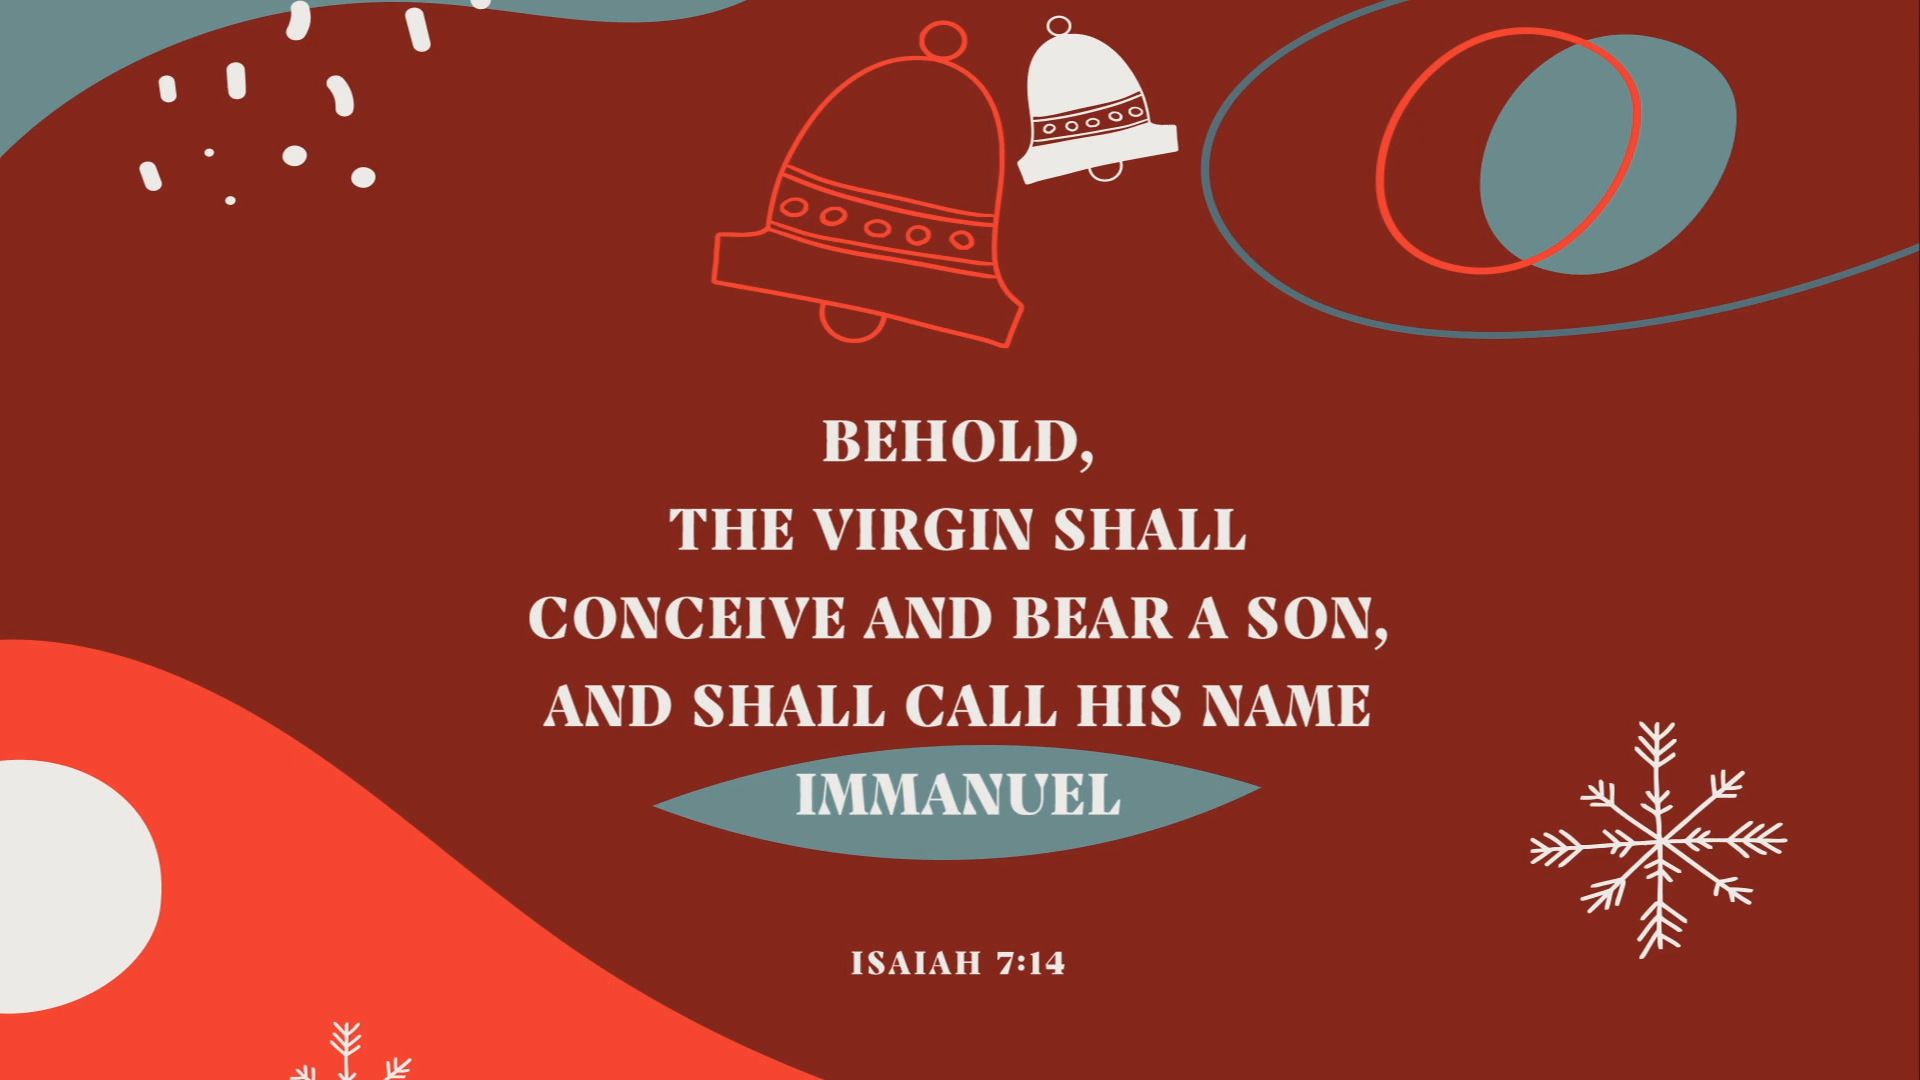 BEHOLD,
THE VIRGIN SHALL
CONCEIVE AND BEAR A SON,
AND SHALL CALL HIS NAME
IMMANUEL
ISAIAH 7:14